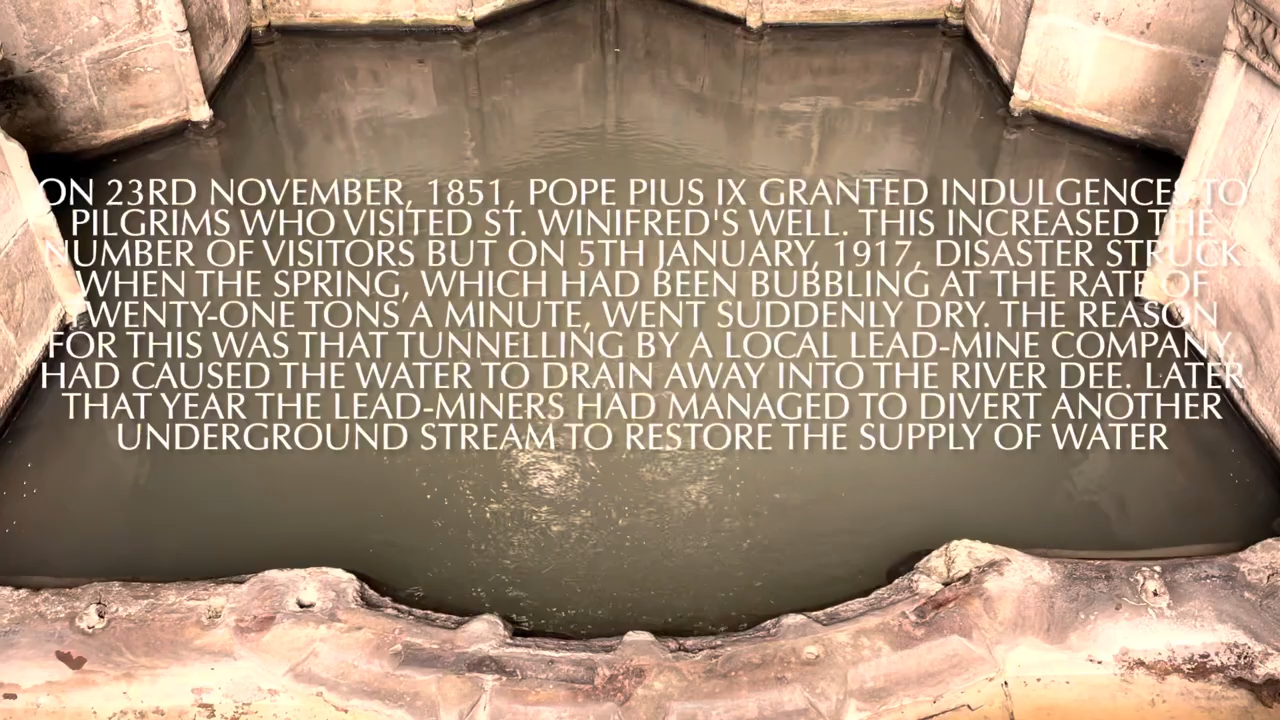 ON 23RD NOVEMBER, 1851, POPE PIUS IX GRANTED INDULGENCES TO
PILGRIMS WHO VISITED ST. WINIFRED'S WELL. THIS INCREASED THE
NUMBER OF VISITORS BUT ON 5TH JANUARY, 1917, DISASTER STRUCK
WHEN THE SPRING, WHICH HAD BEEN BUBBLING AT THE RATE OF
TWENTY-ONE TONS A MINUTE, WENT SUDDENLY DRY. THE REASON
FOR THIS WAS THAT TUNNELLING BY A LOCAL LEAD-MINE COMPANY,
HAD CAUSED THE WATER TO DRAIN AWAY INTO THE RIVER DEE. LATER
THAT YEAR THE LEAD-MINERS HAD MANAGED TO DIVERT ANOTHER
UNDERGROUND STREAM TO RESTORE THE SUPPLY OF WATER